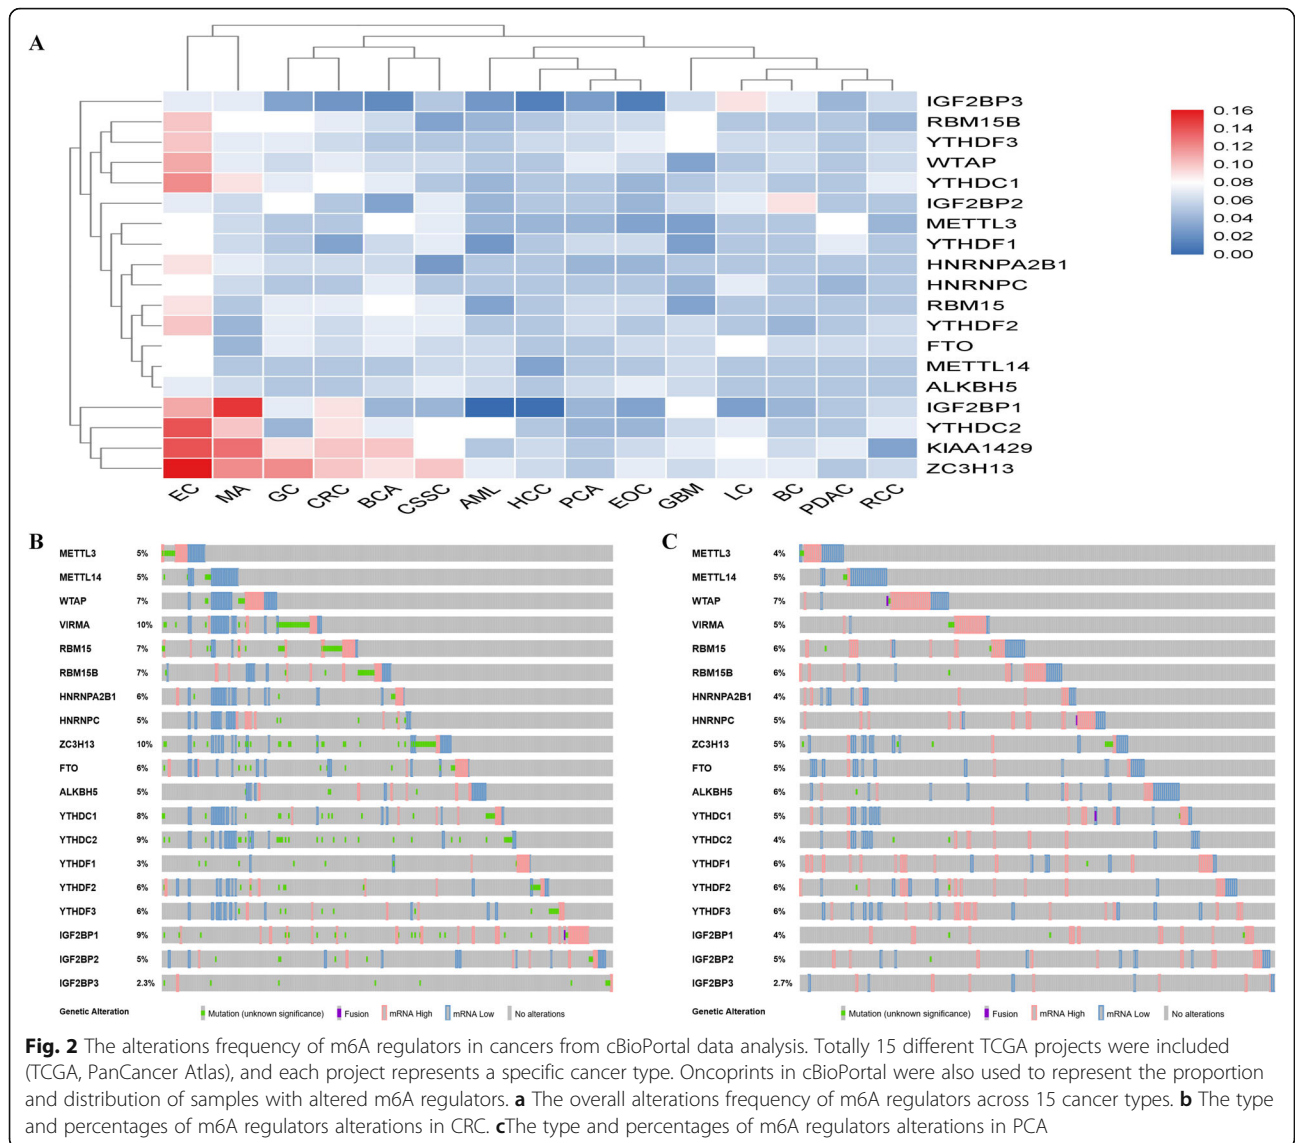 A
IGF2BP3
RBM15B
YTHDF3
WTAP
YTHDC1
IGF2BP2
METTL3
YTHDF1
HNRNPA2B1
HNRNPC
RBM15
YTHDF2
FTO
METTL14
ALKBH5
IGF2BP1
YTHDC2
KIAA1429
ZC3H13
0.16
0.14
0.12
0.10
0.08
0.06
0.04
0.02
0.00
EC MA GC CRC BCA CSSC AML HCC PCA EOC GBM LC BC PDAC RCC
B
METTL3 5%
METTL14 5%
WTAP 7%
VIRMA 10%
RBM15 7%
RBM15B 7%
HNRNPA2B1 6%
HNRNPC 5%
ZC3H13 10%
FTO 6%
ALKBH5 5%
YTHDC1 8%
YTHDC2 9%
YTHDF1 3%
YTHDF2 6%
YTHDF3 6%
IGF2BP1 9%
IGF2BP2 5%
IGF2BP3 2.3%
Genetic Alteration Mutation (unknown significance) Fusion mRNA High mRNA Low No alterations
C
METTL3 4%
METTL14 5%
WTAP 7%
VIRMA 5%
RBM15 6%
RBM15B 6%
HNRNPA2B1 4%
HNRNPC 5%
ZC3H13 5%
FTO 5%
ALKBH5 6%
YTHDC1 5%
YTHDC2 4%
YTHDF1 6%
YTHDF2 6%
YTHDF3 6%
IGF2BP1 4%
IGF2BP2 5%
IGF2BP3 2.7%
Genetic Alteration Mutation (unknown significance) Fusion mRNA High mRNA Low No alterations
Fig. 2 The alterations frequency of m6A regulators in cancers from cBioPortal data analysis. Totally 15 different TCGA projects were included
(TCGA, PanCancer Atlas), and each project represents a specific cancer type. Oncoprints in cBioPortal were also used to represent the proportion
and distribution of samples with altered m6A regulators. a The overall alterations frequency of m6A regulators across 15 cancer types. b The type
and percentages of m6A regulators alterations in CRC. cThe type and percentages of m6A regulators alterations in PCA